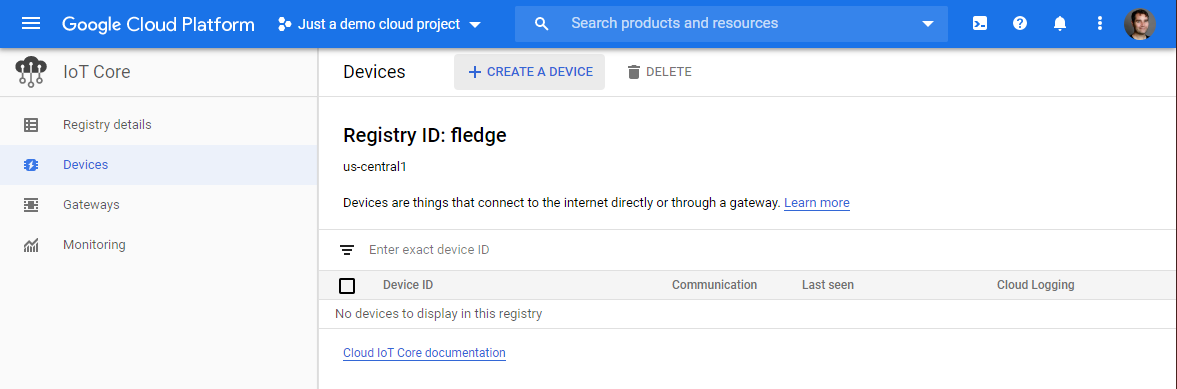 Google Cloud Platform
Just a demo cloud project
Search products and resources
IoT Core
Devices
CREATE A DEVICE
DELETE
Registry details
Devices
Gateways
Monitoring
Registry ID: fledge
us-central1
Devices are things that connect to the internet directly or through a gateway. Learn more
Enter exact device ID
Device ID Communication Last seen Cloud Logging
No devices to display in this registry
Cloud IoT Core documentation